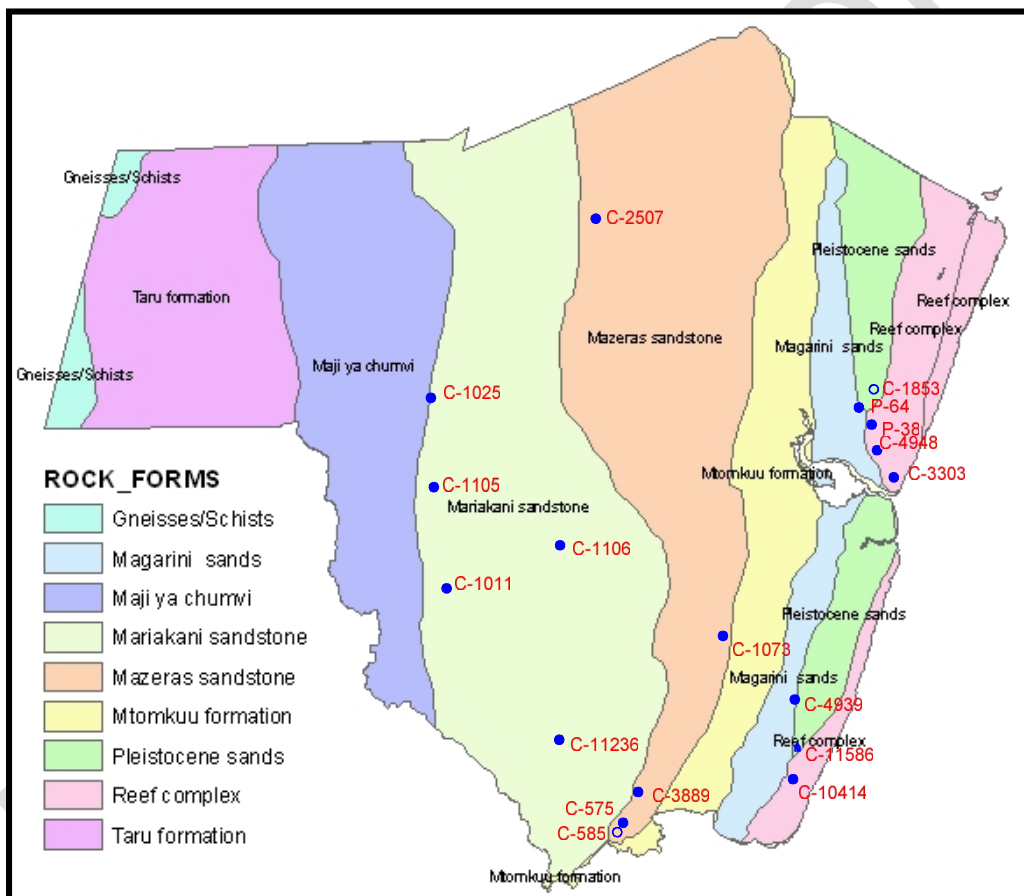 Gneisses/Schists
C-2507
Pleistocene sands
Taru formation
Reef complex
Reef complex
Mazeras sandstone
Magarini sands
Maji ya chumvi
Gneisses/Schists
C-1025
C-1853
P-64
P-38
C-4948
C-3303
Mtomkuu formation
C-1105
Mariakani sandstone
C-1106
C-1011
Pleistocene sands
C-1073
Magarini sands
C-4939
C-11236
Reef complex
C-11586
C-10414
C-3889
C-575
C-585
Mtomkuu formation
ROCK_FORMS
Gneisses/Schists
Magarini sands
Maji ya chumvi
Mariakani sandstone
Mazeras sandstone
Mtomkuu formation
Pleistocene sands
Reef complex
Taru formation